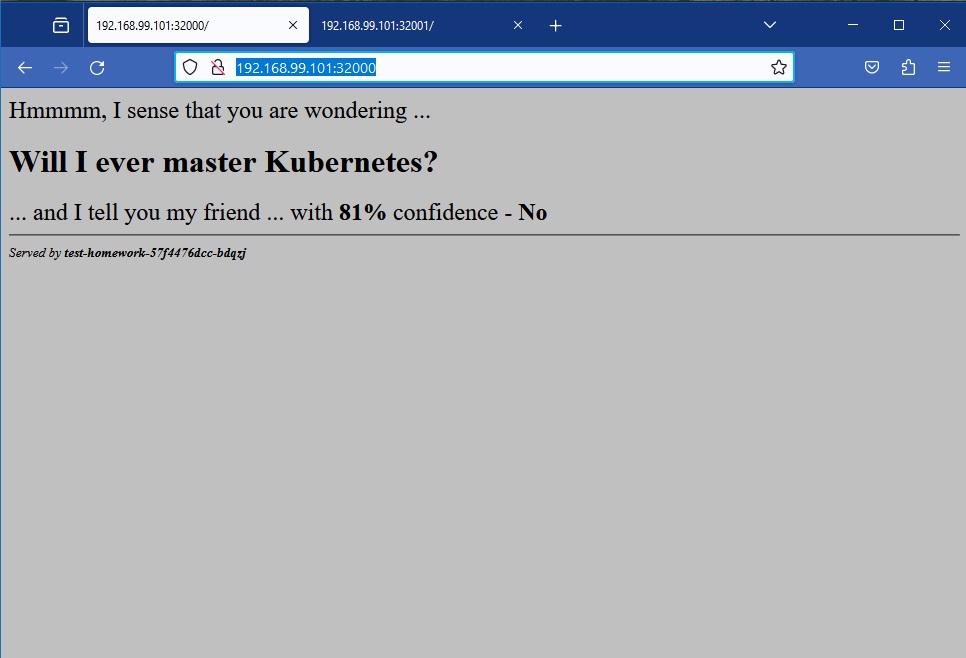 192.168.99.101:32000/
192.168.99.101:32001/
192.168.99.101:32000
Hmmmm, I sense that you are wondering ...
Will I ever master Kubernetes?
... and I tell you my friend ... with 81% confidence - No
Served by test-homework-57f4476dcc-bdqzj